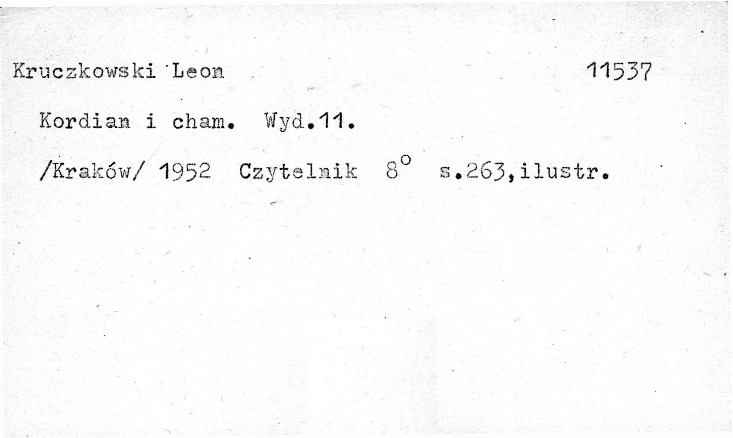 Kruczkowski Leon 11537
Kordian i cham. Wyd.11.
/Kraków/ 1952 Czytelnik 8° s.263,ilustr.